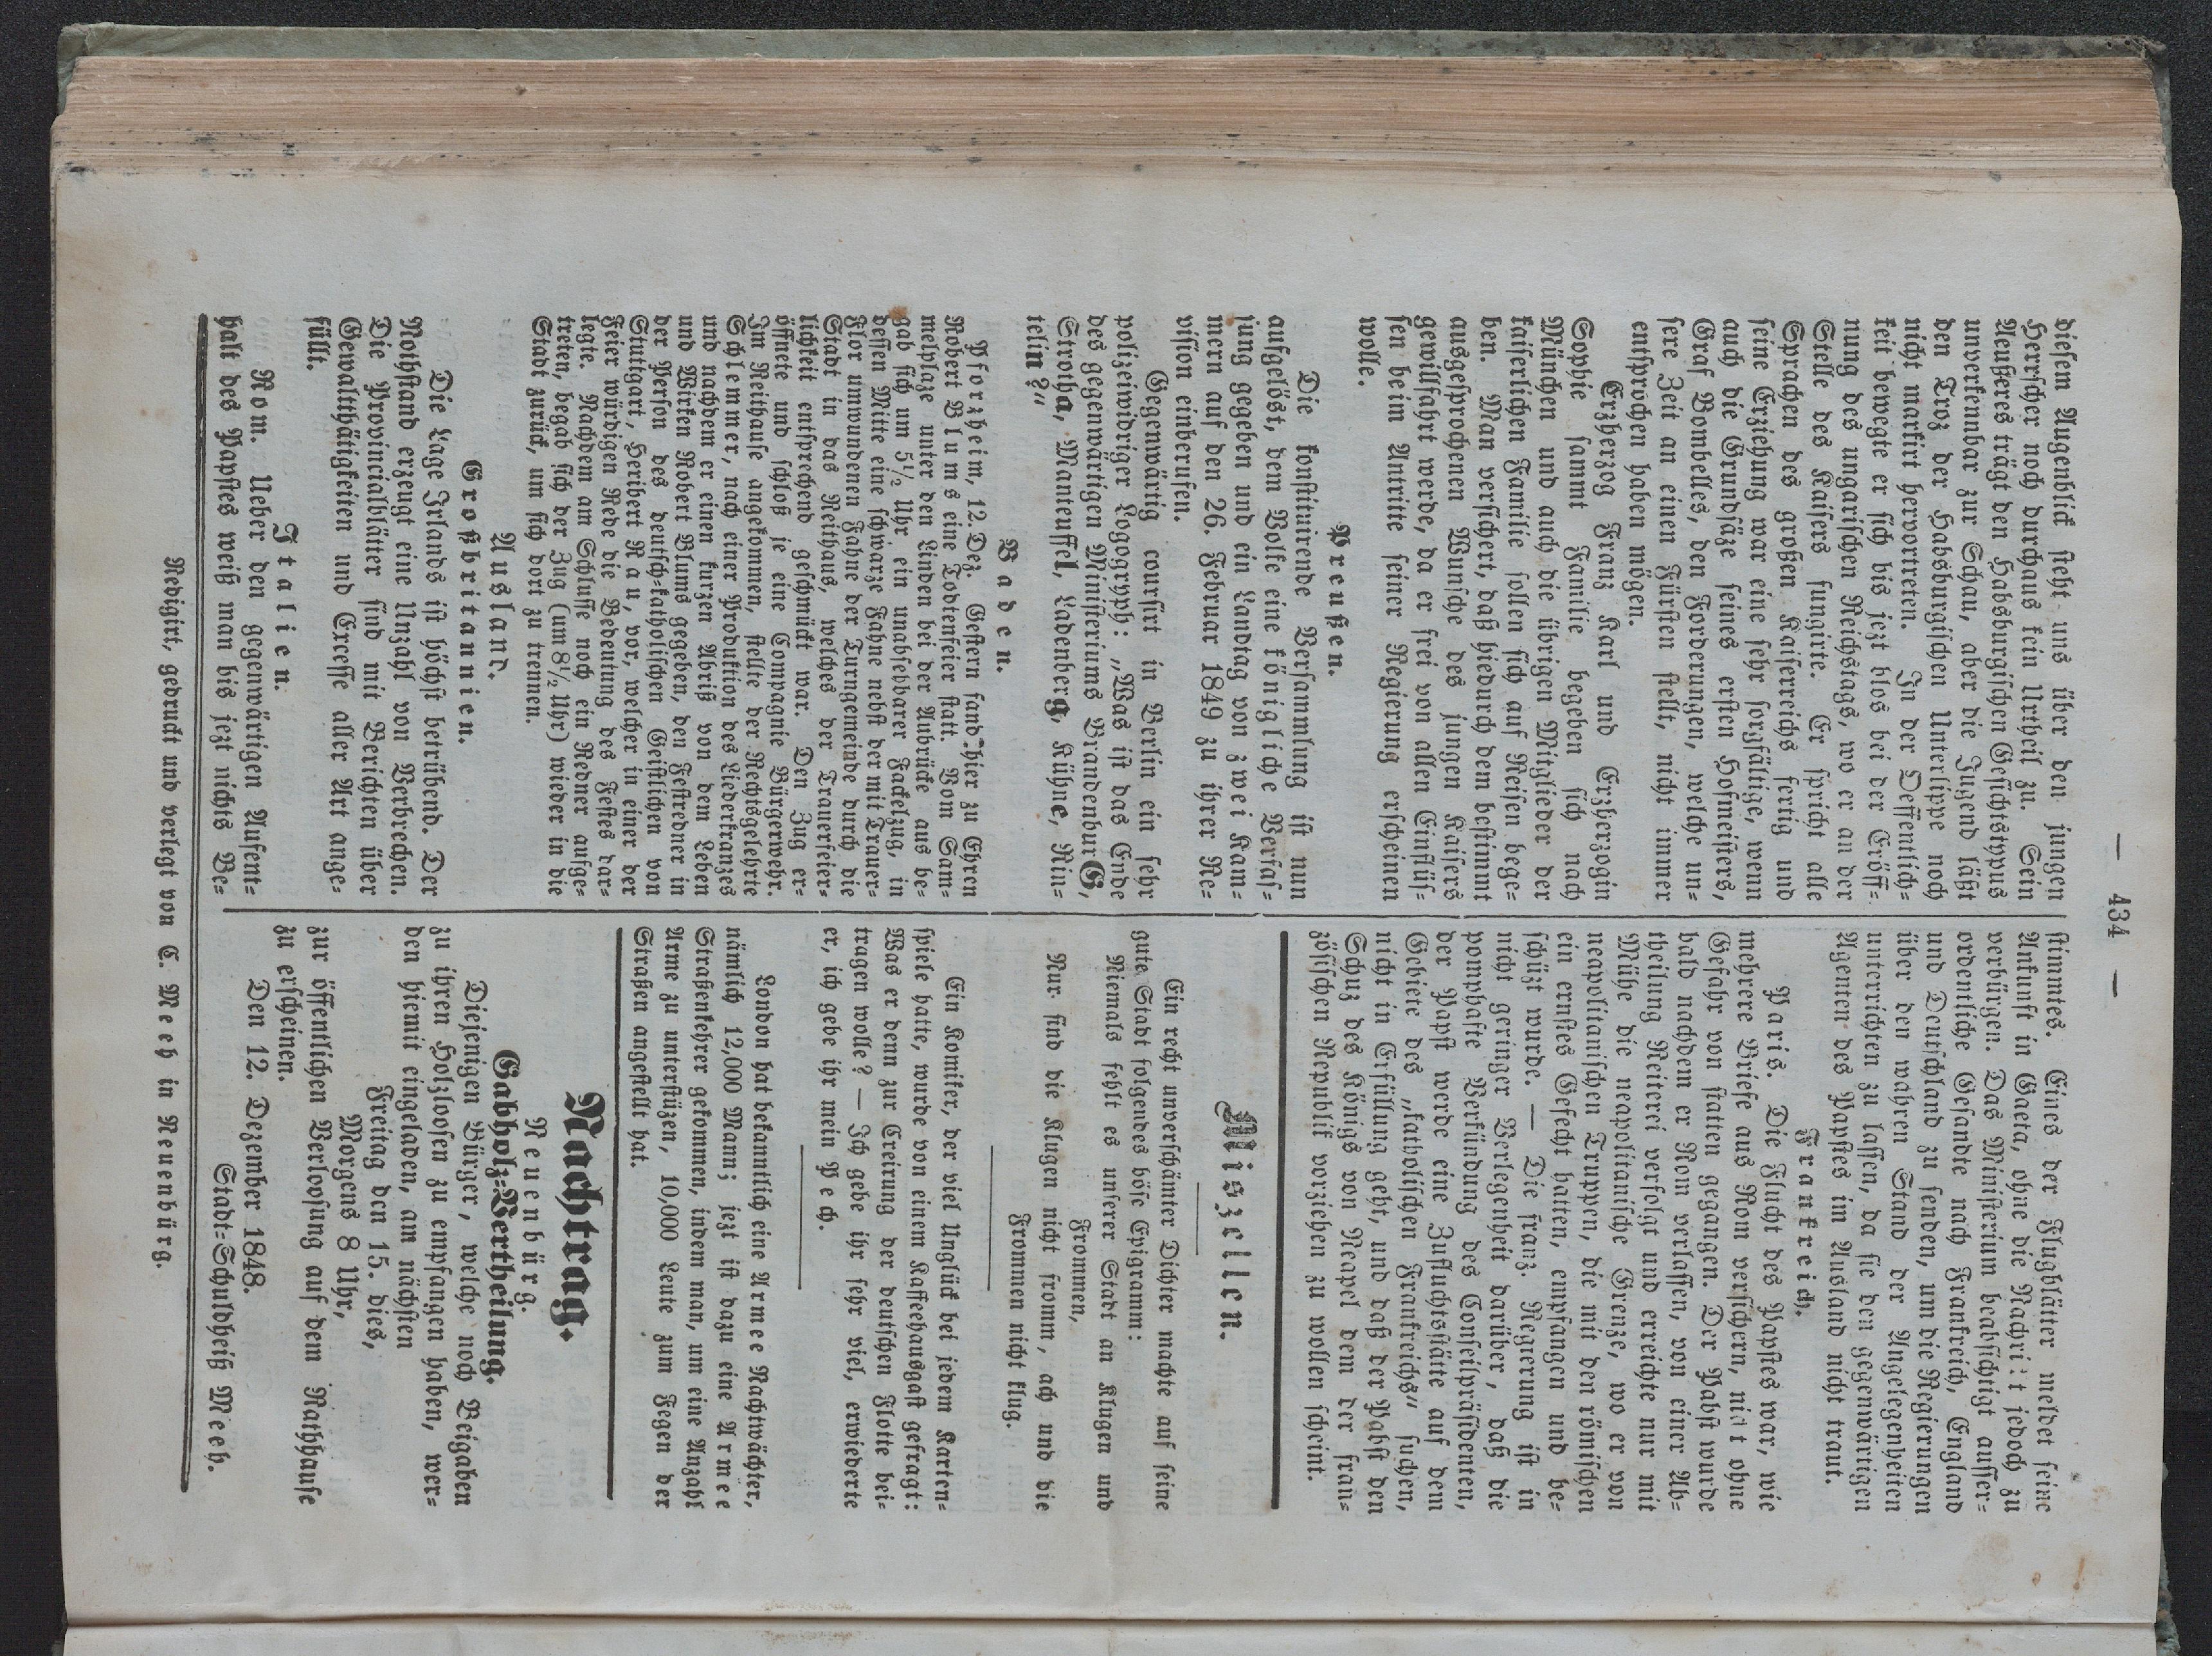 — 434 —
diesem Augenblick steht uns über den jungen
Herrscher noch durchaus kein Urtheil zu. Sein
Aeußeres trägt den Habsburgischen Gesichtstypus
unverkennbar zur Schau, aber die Jugend läßt
den Troz der Habsburgischen Unterlippe noch
nicht markirt hervortreten. In der Oeffentlich-
keit bewegte er sich bis jezt blos bei der Eröff-
nung des ungarischen Reichstags, wo er an der
Stelle des Kaisers fungirte. Er spricht alle
Sprachen des großen Kaiserreichs fertig und
seine Erziehung war eine sehr sorgfältige, wenn
auch die Grundsäze seines ersten Hofmeisters,
Graf Bombelles, den Forderungen, welche un-
sere Zeit an einen Fürsten stellt, nicht immer
entsprochen haben mögen.
Erzherzog Franz Karl und Erzherzogin
Sophie sammt Familie begeben sich nach
München und auch die übrigen Mitglieder der
kaiserlichen Familie sollen sich auf Reisen bege-
ben. Man versichert, daß hiedurch dem bestimmt
ausgesprochenen Wunsche des jungen Kaisers
gewillfahrt werde, da er frei von allen Einflüs-
sen beim Antritte seiner Regierung erscheinen
wolle.
Preußen.
Die konstituirende Versammlung ist nun
aufgelöst, dem Volke eine königliche Verfas-
sung gegeben und ein Landtag von zwei Kam-
mern auf den 26. Februar 1849 zu ihrer Re-
vision einberufen.
Gegenwärtig coursirt in Berlin ein sehr
polizeiwidriger Logogryph: „Was ist das Ende
des gegenwärtigen Ministeriums BrandenburG,
Strotha, Manteuffel, Ladenberg, Kühne, Rin-
telin?“
Baden.
Pforzheim, 12. Dez. Gestern fand hier zu Ehren
Robert Blums eine Todtenfeier statt. Vom Sam-
melplaze unter den Linden bei der Aubrücke aus be-
gab sich um 5½ Uhr ein unabsehbarer Fackelzug, in
dessen Mitte eine schwarze Fahne nebst der mit Trauer-
flor umwundenen Fahne der Turngemeinde durch die
Stadt in das Reithaus, welches der Trauerfeier-
lichkeit entsprechend geschmückt war. Den Zug er-
öffnete und schloß je eine Compagnie Bürgerwehr.
Im Reithause angekommen, stellte der Rechtsgelehrte
Schlemmer, nach einer Produktion des Liederkranzes
und nachdem er einen kurzen Abriß von dem Leben
und Wirken Robert Blums gegeben, den Festredner in
der Person des deutsch-katholischen Geistlichen von
Stuttgart, Heribert Rau, vor, welcher in einer der
Feier würdigen Rede die Bedeutung des Festes dar-
legte. Nachdem am Schlusse noch ein Redner aufge-
treten, begab sich der Zug (um 8½ Uhr) wieder in die
Stadt zurück, um sich dort zu trennen.
Ausland.
Großbritannien.
Die Lage Irlands ist höchst betrübend. Der
Nothstand erzeugt eine Unzahl von Verbrechen.
Die Provincialblätter sind mit Berichten über
Gewaltthätigkeiten und Excesse aller Art ange-
füllt.
Italien.
Rom. Ueber den gegenwärtigen Aufent-
halt des Papstes weiß man bis jezt nichts Be-
stimmtes. Eines der Flugblätter meldet seine
Ankunft in Gaeta, ohne die Nachricht jedoch zu
verbürgen. Das Ministerium beabsichtigt außer-
ordentliche Gesandte nach Frankreich, England
und Deutschland zu senden, um die Regierungen
über den wahren Stand der Angelegenheiten
unterrichten zu lassen, da sie den gegenwärtigen
Agenten des Papstes im Ausland nicht traut.
Frankreich.
Paris. Die Flucht des Papstes war, wie
mehrere Briefe aus Rom versichern, nicht ohne
Gefahr von statten gegangen. Der Pabst wurde
bald nachdem er Rom verlassen, von einer Ab-
theilung Reiterei verfolgt und erreichte nur mit
Mühe die neapolitanische Grenze, wo er von
neapolitanischen Truppen, die mit den römischen
ein ernstes Gefecht hatten, empfangen und be-
schüzt wurde. — Die franz. Regierung ist in
nicht geringer Verlegenheit darüber, daß die
pomphafte Verkündung des Conseilpräsidenten,
der Papst werde eine Zufluchtsstätte auf dem
Gebiete des „katholischen Frankreichs“ suchen,
nicht in Erfüllung geht, und daß der Pabst den
Schuz des Königs von Neapel dem der fran-
zösischen Republik vorziehen zu wollen scheint.
Miszellen.
Ein recht unverschämter Dichter machte auf seine
gute Stadt folgendes böse Epigramm:
Niemals fehlt es unserer Stadt an Klugen und
Frommen,
Nur sind die Klugen nicht fromm, ach und die
Frommen nicht klug.
Ein Komiker, der viel Unglück bei jedem Karten-
spiele hatte, wurde von einem Kaffeehausgast gefragt:
Was er denn zur Creirung der deutschen Flotte bei-
tragen wolle? — Ich gebe ihr sehr viel, erwiederte
er, ich gebe ihr mein Pech.
London hat bekanntlich eine Armee Nachtwächter,
nämlich 12,000 Mann; jezt ist dazu eine Armee
Straßenkehrer gekommen, indem man, um eine Anzahl
Arme zu unterstüzen, 10,000 Leute zum Fegen der
Straßen angestellt hat.
Nachtrag.
Neuenbürg.
Gabholz-Vertheilung.
Diejenigen Bürger, welche noch Beigaben
zu ihren Holzloosen zu empfangen haben, wer-
den hiemit eingeladen, am nächsten
Freitag den 15. dies,
Morgens 8 Uhr,
zur öffentlichen Verloosung auf dem Rathhause
zu erscheinen.
Den 12. Dezember 1848.
Stadt-Schuldheiß Meeh.
Redigirt, gedruckt und verlegt von C. Meeh in Neuenbürg.